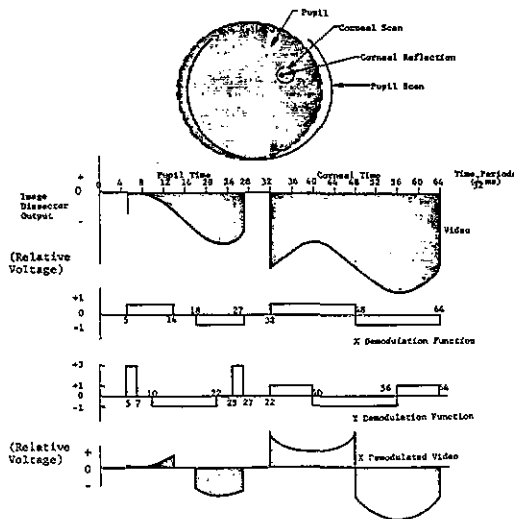 Pupil
Corneal Scan
Corneal Reflection
Pupil Scan
Pupil Time
Corneal Time
Time Periods
(1/32 ms)
+
0
-
0 4 8 12 16 20 24 28 32 36 40 44 48 52 56 60 64
Image
Dissector
Output
Video
(Relative
Voltage)
+1
0
-1
5 14 18 27 32 48 64
X Demodulation Function
+3
+1
0
-1
5 7 10 22 25 27 22 40 56 64
Y Demodulation Function
(Relative
Voltage)
+
0
-
X Demodulated Video